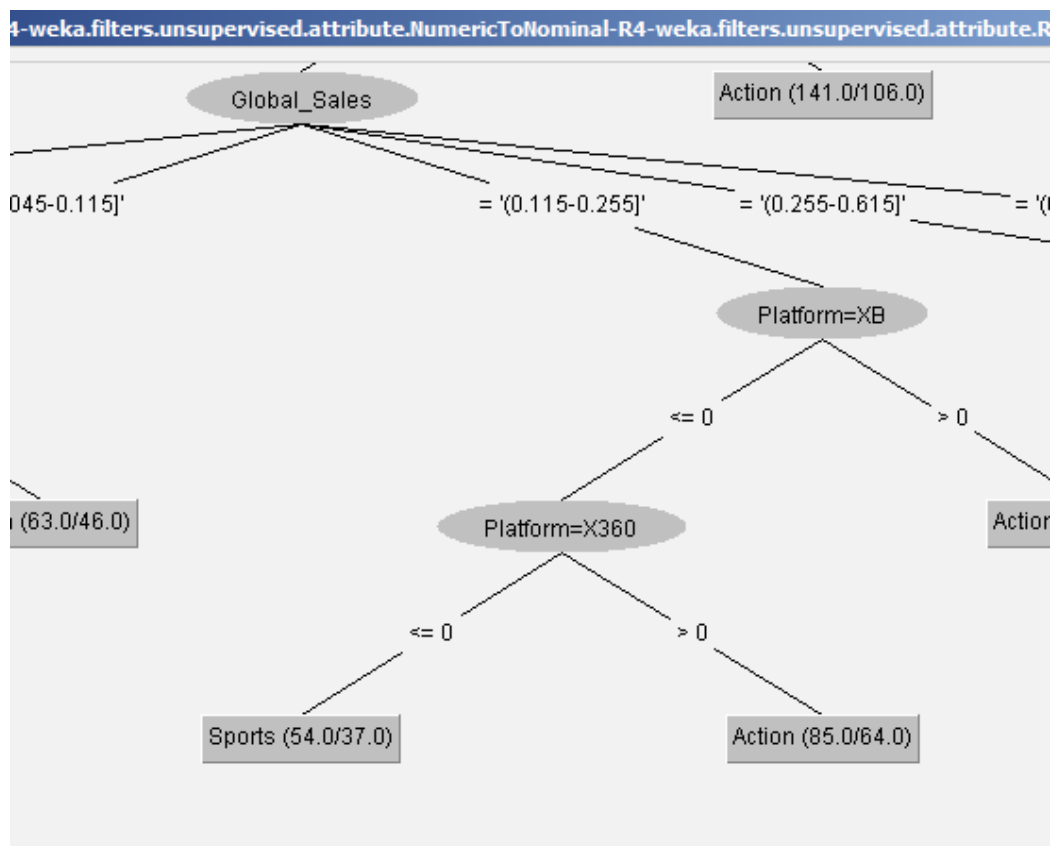 4-weka.filters.unsupervised.attribute.NumericToNominal-R4-weka.filters.unsupervised.attribute.R
Global_Sales
Action (141.0/106.0)
045-0.115]'
= '(0.115-0.255]'
= '(0.255-0.615]'
= '(
Platform=XB
<= 0
> 0
(63.0/46.0)
Platform=X360
Action
<= 0
> 0
Sports (54.0/37.0)
Action (85.0/64.0)